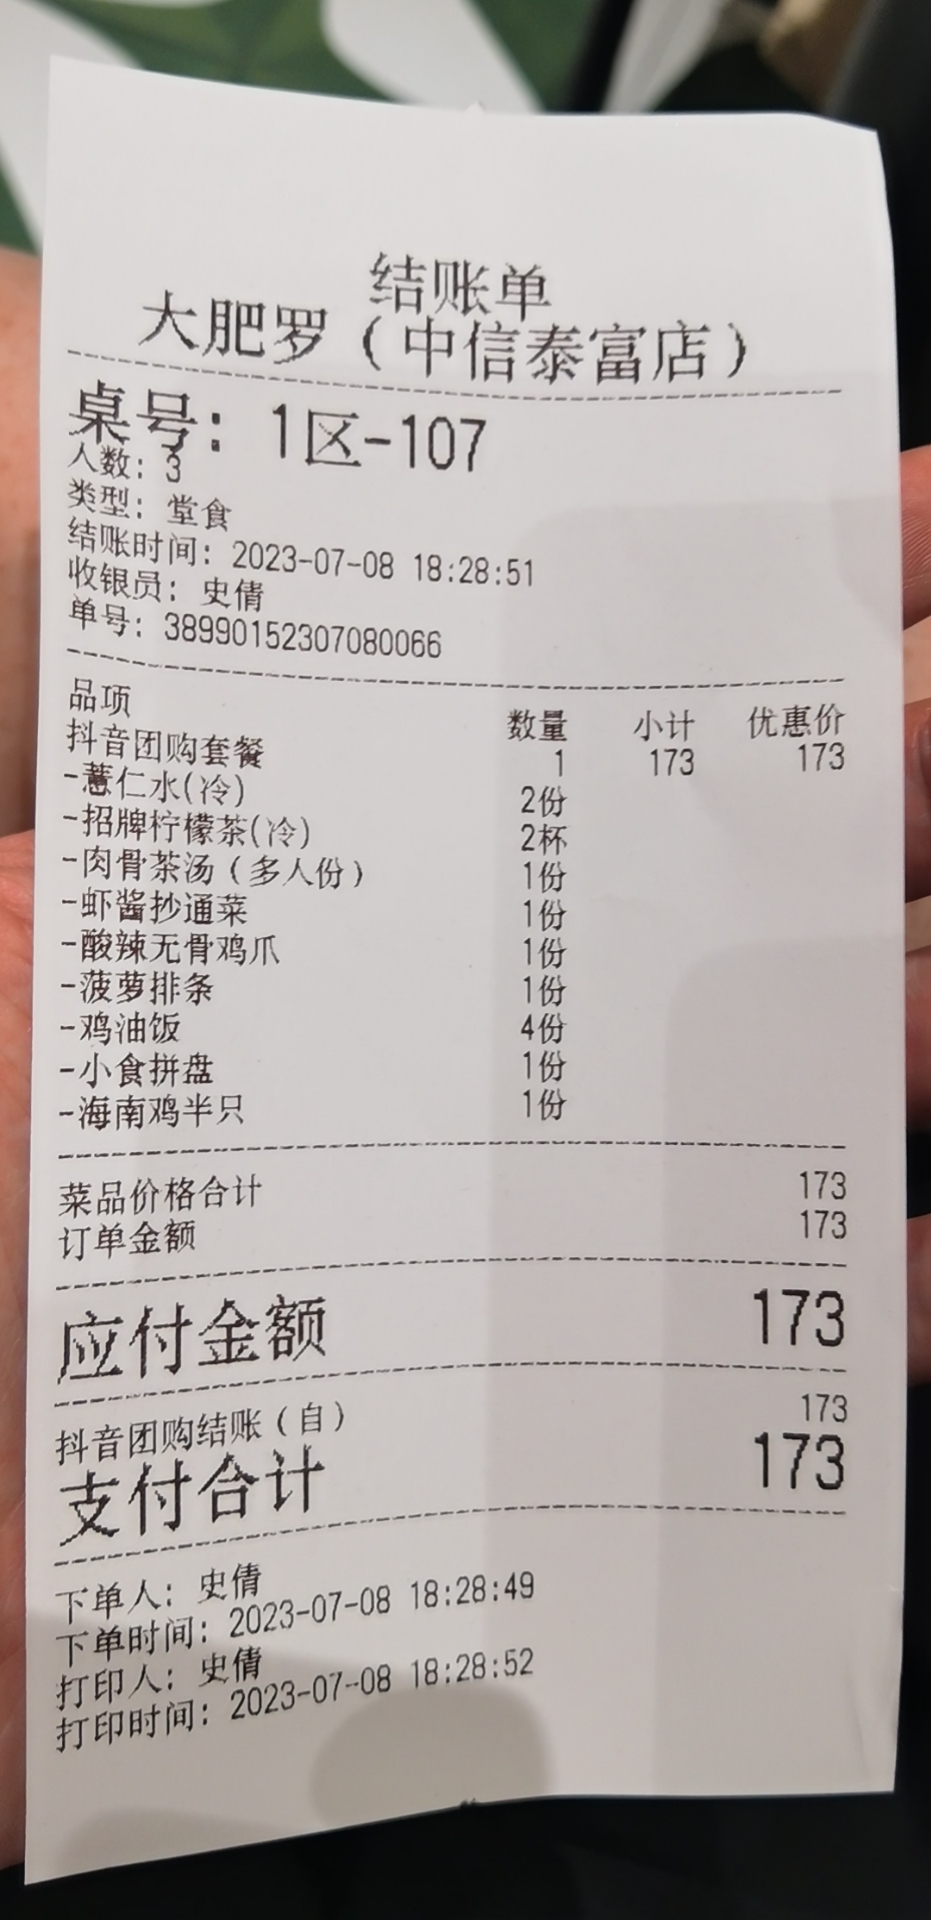 结账单
大肥罗（中信泰富店）
桌号：1区-107
人数：3
类型：堂食
结账时间：2023-07-08 18:28:51
收银员：史倩
单号：38990152307080066
品项 数量 小计 优惠价
抖音团购套餐 1 173 173
-薏仁水(冷) 2份
-招牌柠檬茶(冷) 2杯
-肉骨茶汤（多人份） 1份
-虾酱抄通菜 1份
-酸辣无骨鸡爪 1份
-菠萝排条 1份
-鸡油饭 4份
-小食拼盘 1份
-海南鸡半只 1份
菜品价格合计 173
订单金额 173
应付金额 173
抖音团购结账（自） 173
支付合计 173
下单人：史倩
下单时间：2023-07-08 18:28:49
打印人：史倩
打印时间：2023-07-08 18:28:52